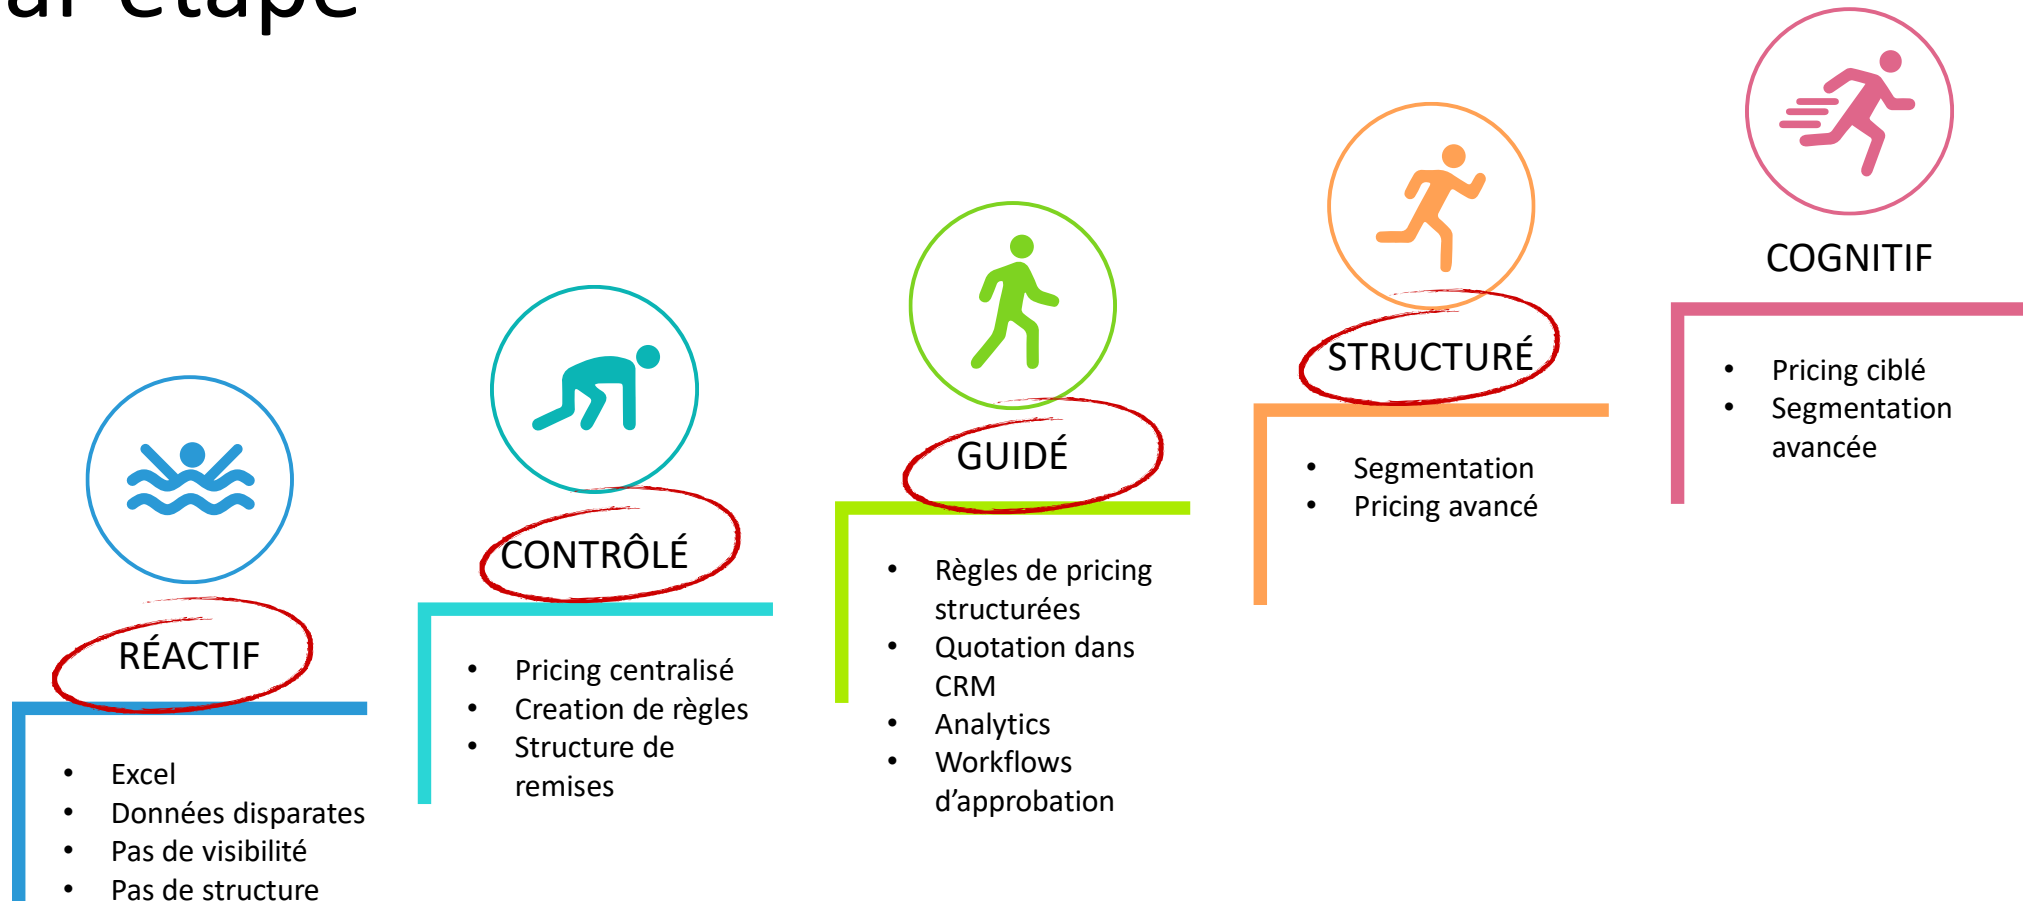 ar étape
RÉACTIF
• Excel
• Données disparates
• Pas de visibilité
• Pas de structure
CONTRÔLÉ
• Pricing centralisé
• Creation de règles
• Structure de
remises
GUIDÉ
• Règles de pricing
structurées
• Quotation dans
CRM
• Analytics
• Workflows
d’approbation
STRUCTURÉ
• Segmentation
• Pricing avancé
COGNITIF
• Pricing ciblé
• Segmentation
avancée